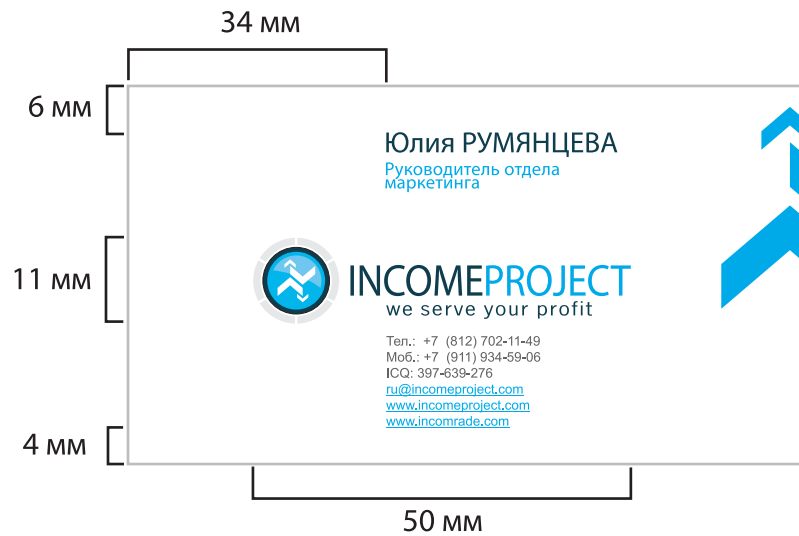 34 мм
6 мм
Юлия РУМЯНЦЕВА
Руководитель отдела
маркетинга
11 мм
INCOMEPROJECT
we serve your profit
Тел.: +7 (812) 702-11-49
Моб.: +7 (911) 934-59-06
ICQ: 397-639-276
ru@incomeproject.com
www.incomeproject.com
www.incomrade.com
4 мм
50 мм